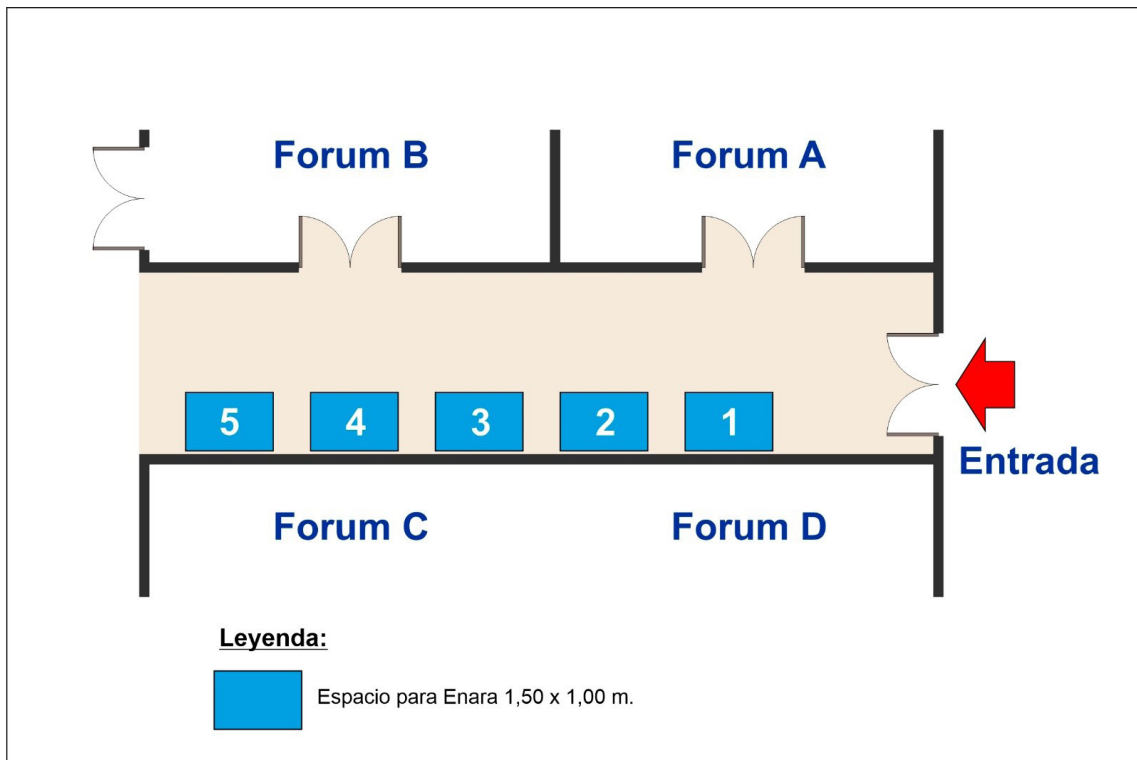 Forum B
Forum A
5
4
3
2
1
Entrada
Forum C
Forum D
Leyenda:
Espacio para Enara 1,50 x 1,00 m.